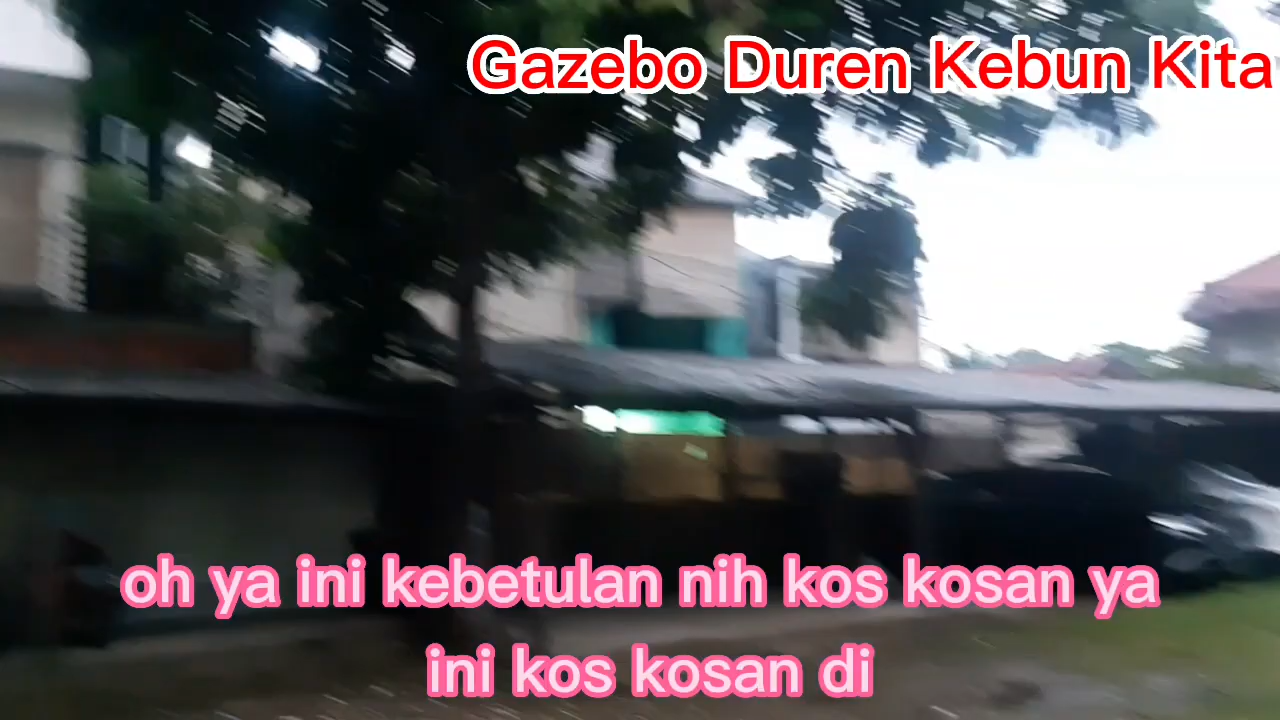 Gazebo Duren Kebun Kita
oh ya ini kebetulan nih kos kosan ya
ini kos kosan di